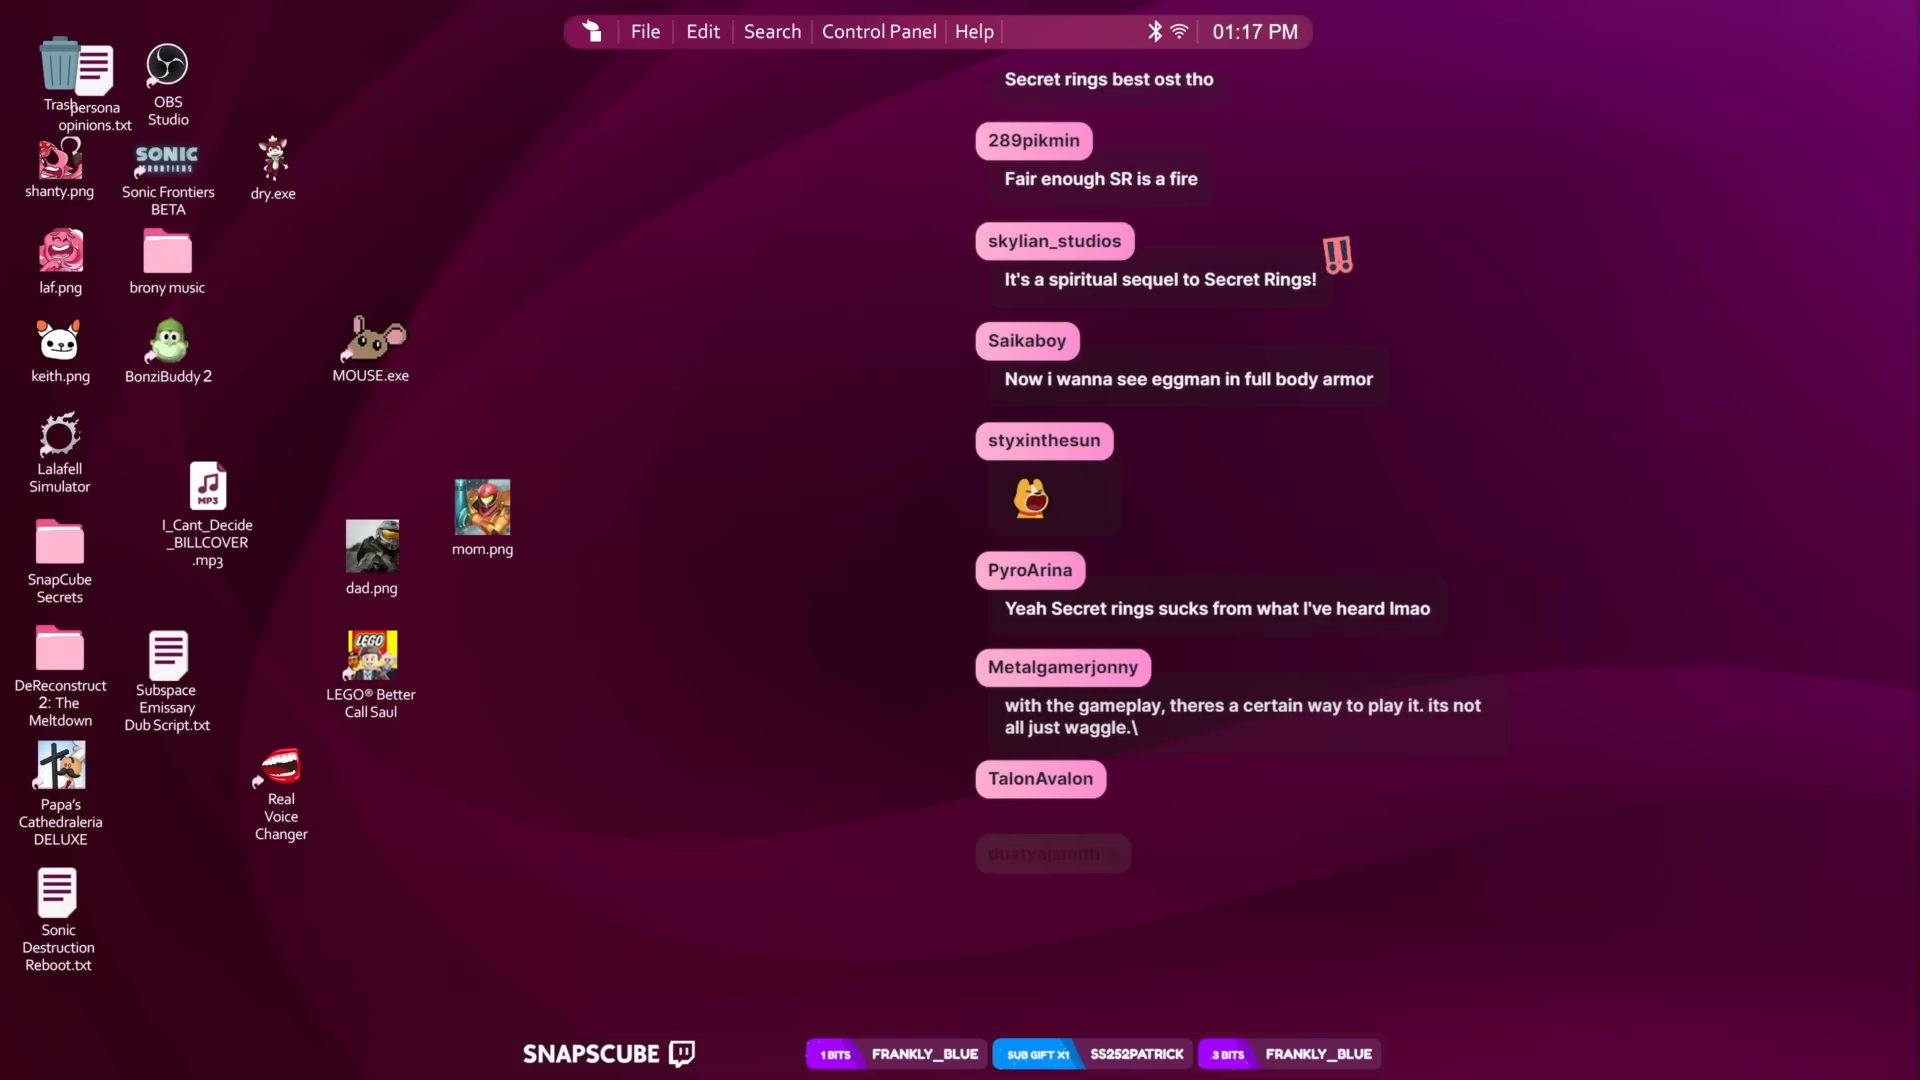 File
Edit
Search
Control Panel
Help
01:17 PM
Trash
persona
opinions.txt
OBS
Studio
shanty.png
SONIC
FRONTIERS
Sonic Frontiers
BETA
dry.exe
laf.png
brony music
keith.png
BonziBuddy 2
MOUSE.exe
Lalafell
Simulator
MP3
I_Cant_Decide
_BILLCOVER
.mp3
dad.png
mom.png
SnapCube
Secrets
DeReconstruct
2: The
Meltdown
Subspace
Emissary
Dub Script.txt
LEGO
LEGO® Better
Call Saul
Papa's
Cathedraleria
DELUXE
Real
Voice
Changer
Sonic
Destruction
Reboot.txt
Secret rings best ost tho
289pikmin
Fair enough SR is a fire
skylian_studios
It's a spiritual sequel to Secret Rings!
Saikaboy
Now i wanna see eggman in full body armor
styxinthesun
PyroArina
Yeah Secret rings sucks from what I've heard lmao
Metalgamerjonny
with the gameplay, theres a certain way to play it. its not
all just waggle.\
TalonAvalon
SNAPSCUBE
1 BITS FRANKLY_BLUE
SUB GIFT X1 SS252PATRICK
3 BITS FRANKLY_BLUE